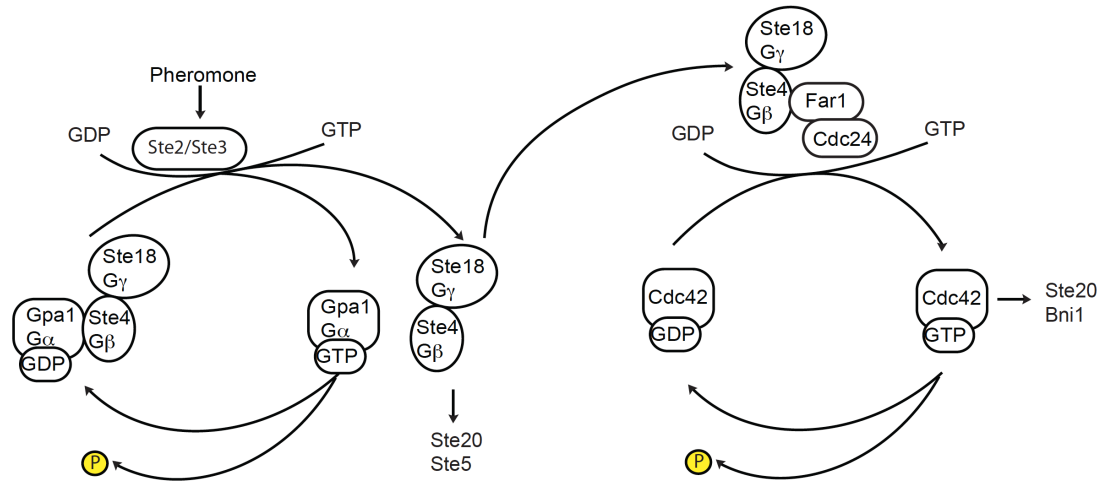 Pheromone
GDP
Ste2/Ste3
GTP
Ste18
Gγ
Gpa1
Gα
GDP
Ste4
Gβ
Gpa1
Gα
GTP
Ste18
Gγ
Ste4
Gβ
P
Ste20
Ste5
Ste18
Gγ
Ste4
Gβ
Far1
Cdc24
GDP
GTP
Cdc42
GDP
Cdc42
GTP
Ste20
Bni1
P